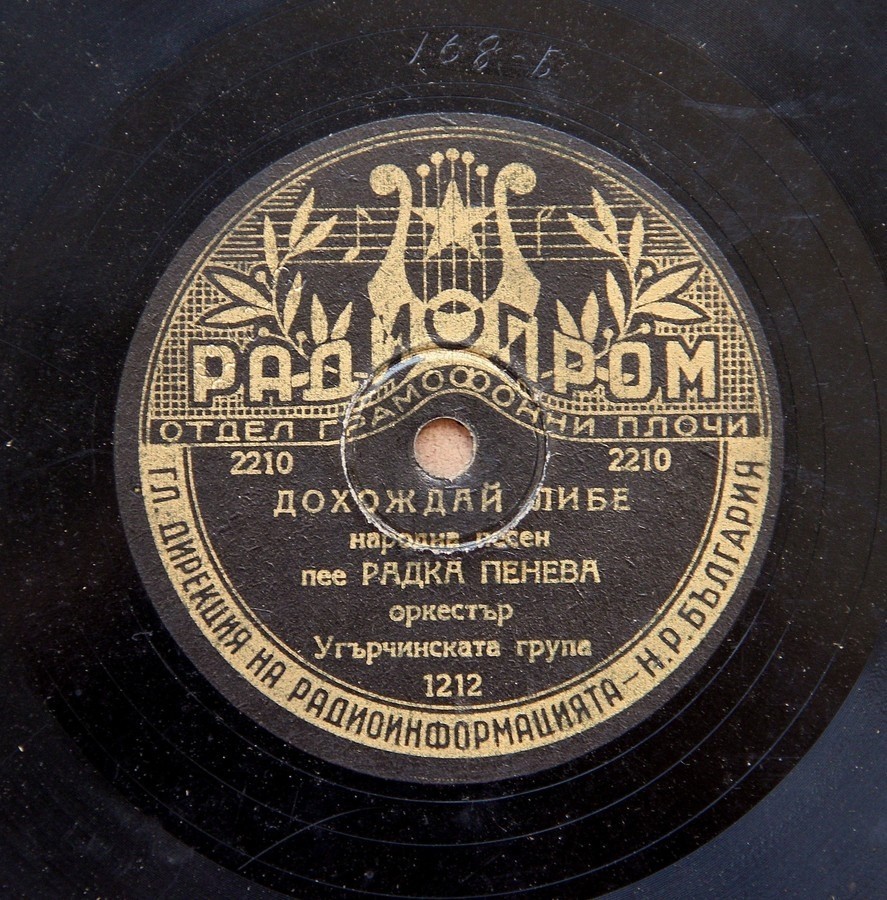 168-Б
РАДИОПРОМ
ОТДЕЛ ГРАМОФОННИ ПЛОЧИ
2210 2210
ДОХОЖДАЙ ЛИБЕ
народна песен
пее РАДКА ПЕНЕВА
оркестър
Угърчинската група
1212
ГЛ. ДИРЕКЦИЯ НА РАДИОИНФОРМАЦИЯТА – Н.Р.БЪЛГАРИЯ